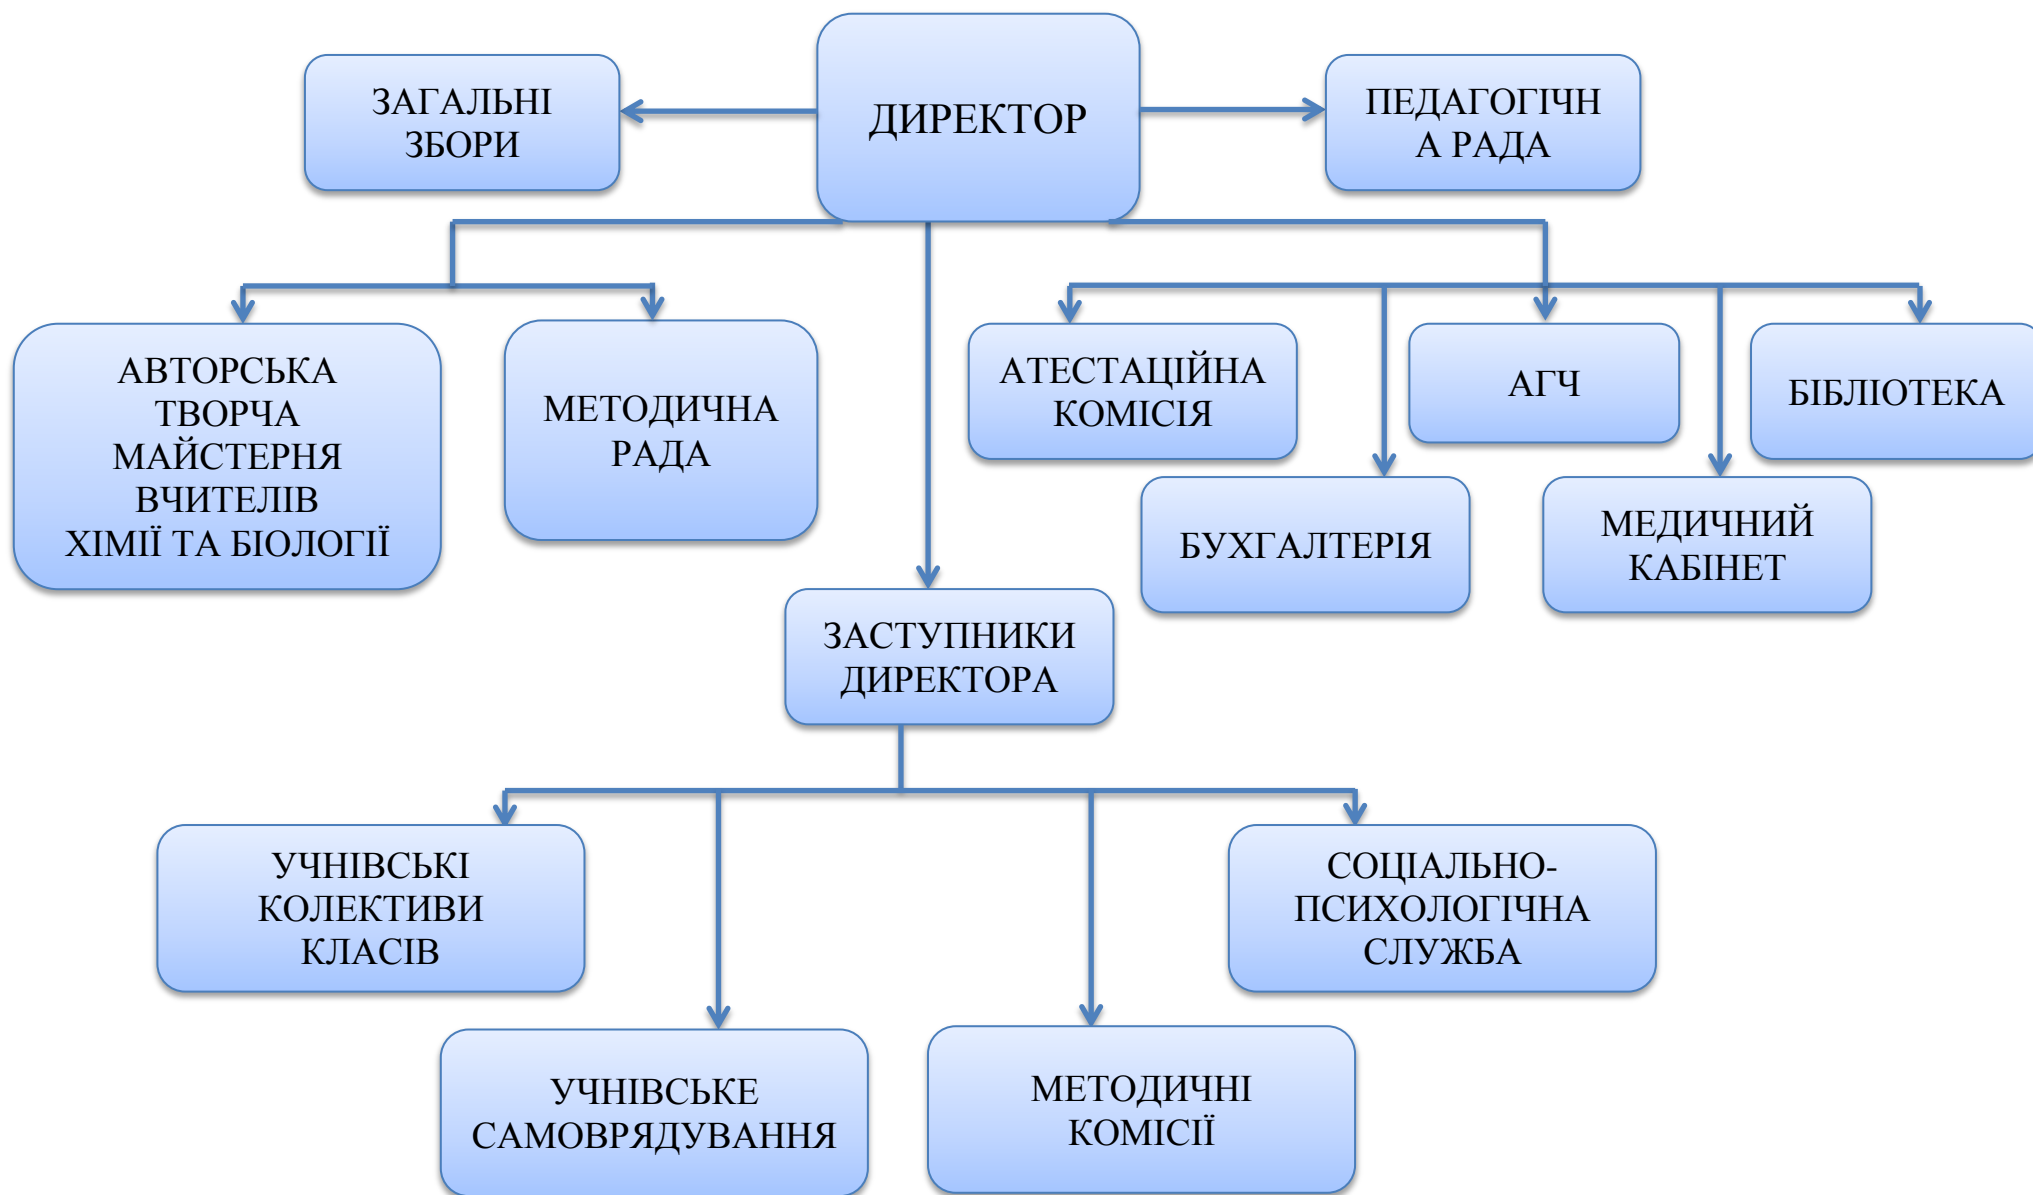 ЗАГАЛЬНІ
ЗБОРИ
ДИРЕКТОР
ПЕДАГОГІЧН
А РАДА
АВТОРСЬКА
ТВОРЧА
МАЙСТЕРНЯ
ВЧИТЕЛІВ
ХІМІЇ ТА БІОЛОГІЇ
МЕТОДИЧНА
РАДА
АТЕСТАЦІЙНА
КОМІСІЯ
АГЧ
БІБЛІОТЕКА
БУХГАЛТЕРІЯ
МЕДИЧНИЙ
КАБІНЕТ
ЗАСТУПНИКИ
ДИРЕКТОРА
УЧНІВСЬКІ
КОЛЕКТИВИ
КЛАСІВ
СОЦІАЛЬНО-
ПСИХОЛОГІЧНА
СЛУЖБА
УЧНІВСЬКЕ
САМОВРЯДУВАННЯ
МЕТОДИЧНІ
КОМІСІЇ